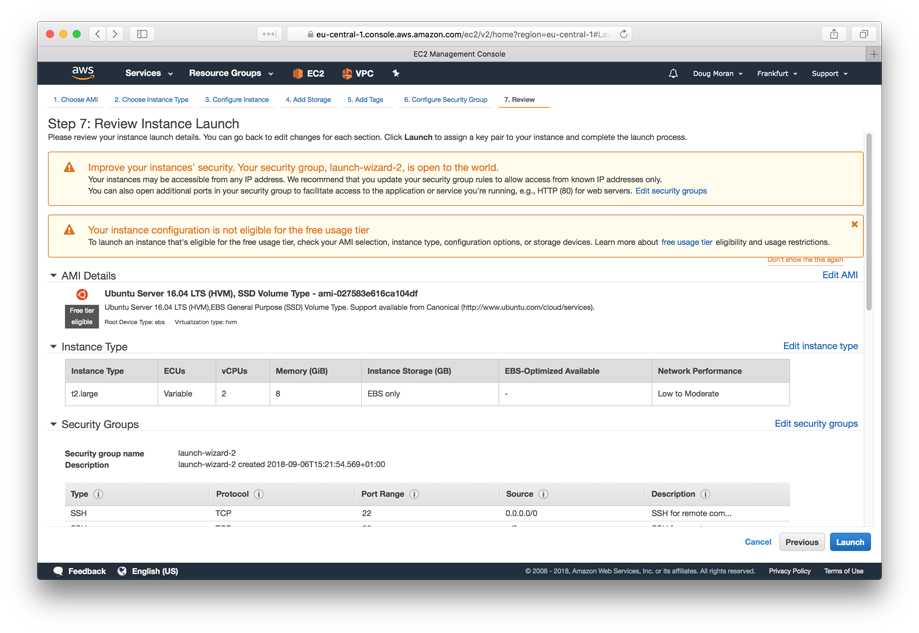 eu-central-1.console.aws.amazon.com/ec2/v2/home?region=eu-central-1#La
EC2 Management Console
aws Services Resource Groups EC2 VPC Doug Moran Frankfurt Support
1. Choose AMI 2. Choose Instance Type 3. Configure Instance 4. Add Storage 5. Add Tags 6. Configure Security Group 7. Review
Step 7: Review Instance Launch
Please review your instance launch details. You can go back to edit changes for each section. Click Launch to assign a key pair to your instance and complete the launch process.
Improve your instances' security. Your security group, launch-wizard-2, is open to the world.
Your instances may be accessible from any IP address. We recommend that you update your security group rules to allow access from known IP addresses only.
You can also open additional ports in your security group to facilitate access to the application or service you're running, e.g., HTTP (80) for web servers. Edit security groups
Your instance configuration is not eligible for the free usage tier
To launch an instance that's eligible for the free usage tier, check your AMI selection, instance type, configuration options, or storage devices. Learn more about free usage tier eligibility and usage restrictions.
Don't show me this again
AMI Details Edit AMI
Ubuntu Server 16.04 LTS (HVM), SSD Volume Type - ami-027583e616ca104df
Free tier eligible
Ubuntu Server 16.04 LTS (HVM),EBS General Purpose (SSD) Volume Type. Support available from Canonical (http://www.ubuntu.com/cloud/services).
Root Device Type: ebs Virtualization type: hvm
Instance Type Edit instance type
Instance Type ECUs vCPUs Memory (GiB) Instance Storage (GB) EBS-Optimized Available Network Performance
t2.large Variable 2 8 EBS only - Low to Moderate
Security Groups Edit security groups
Security group name launch-wizard-2
Description launch-wizard-2 created 2018-09-06T15:21:54.569+01:00
Type Protocol Port Range Source Description
SSH TCP 22 0.0.0.0/0 SSH for remote com...
Cancel Previous Launch
Feedback English (US) © 2008 - 2018, Amazon Web Services, Inc. or its affiliates. All rights reserved. Privacy Policy Terms of Use